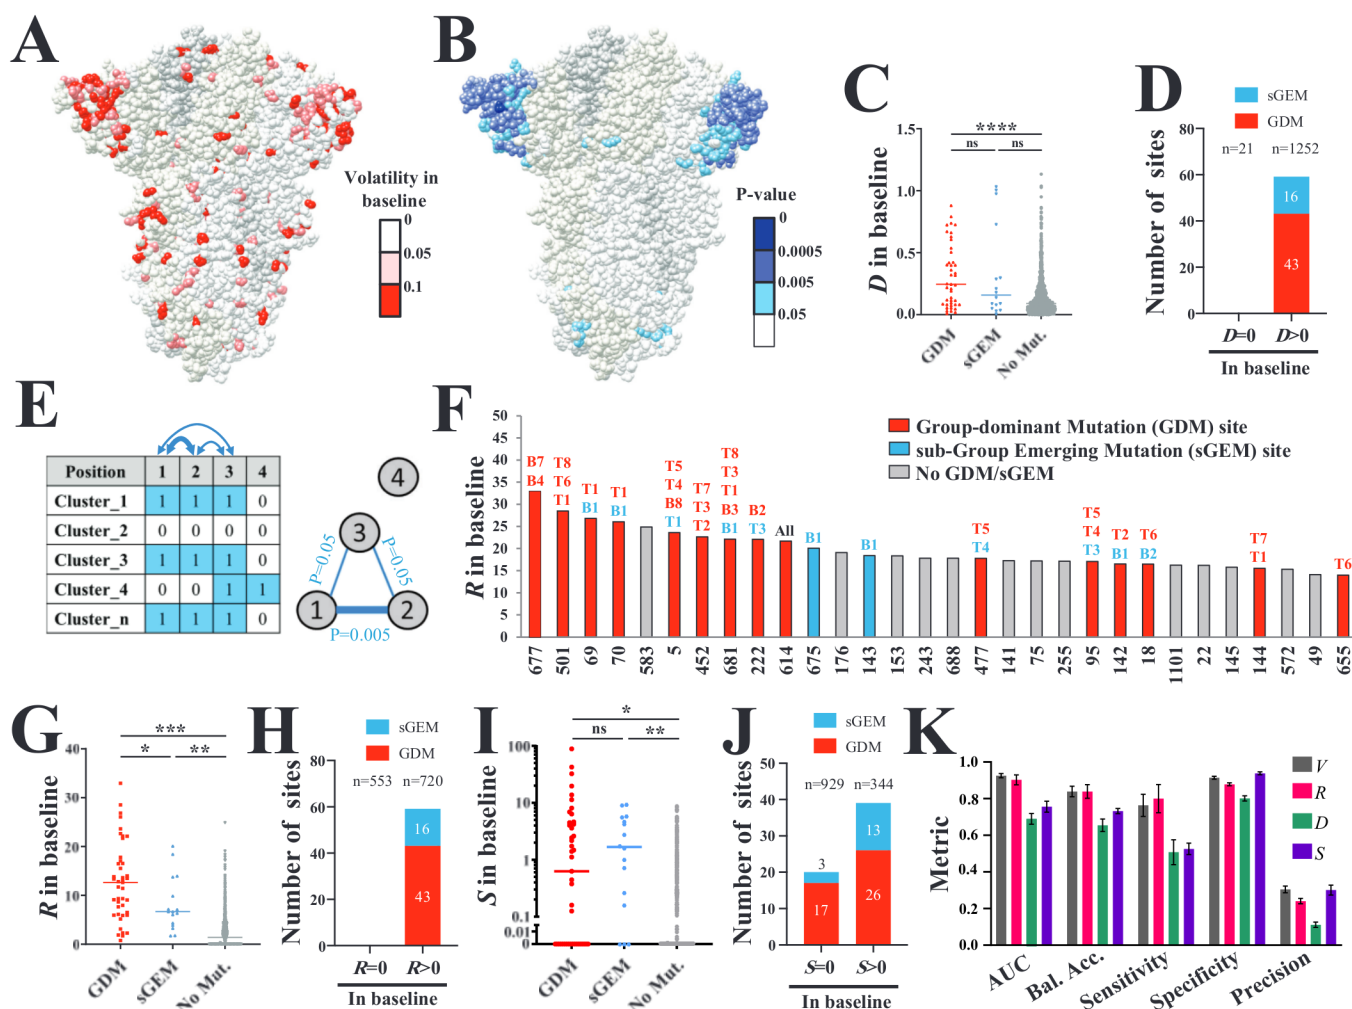 A
Volatility in
baseline
0
0.05
0.1
B
P-value
0
0.0005
0.005
0.05
C
D in baseline
1.5
1.0
0.5
0.0
****
ns
ns
GDM
sGEM
No Mut.
D
sGEM
GDM
Number of sites
80
60
40
20
0
n=21
n=1252
16
43
D=0
D>0
In baseline
E
Position 1 2 3 4
Cluster_1 1 1 1 0
Cluster_2 0 0 0 0
Cluster_3 1 1 1 0
Cluster_4 0 0 1 1
Cluster_n 1 1 1 0
4
3
1
2
P=0.05
P=0.05
P=0.005
F
R in baseline
50
45
40
35
30
25
20
15
10
5
0
Group-dominant Mutation (GDM) site
sub-Group Emerging Mutation (sGEM) site
No GDM/sGEM
B7
B4
T8
T6
T1
T1
B1
T1
B1
T5
T4
B8
T1
T7
T3
T2
T8
T3
T1
B3
B1
B2
T3
All
B1
B1
T5
T4
T5
T4
T3
T2
B1
T6
B2
T7
T1
T6
677 501 69 70 583 5 452 681 222 614 675 176 143 153 243 688 477 141 75 255 95 142 18 1101 22 145 144 572 49 655
G
R in baseline
40
30
20
10
0
***
*
**
GDM
sGEM
No Mut.
H
sGEM
GDM
Number of sites
80
60
40
20
0
n=553
n=720
16
43
R=0
R>0
In baseline
I
S in baseline
100
10
1
0.1
0.01
0
*
ns
**
GDM
sGEM
No Mut.
J
sGEM
GDM
Number of sites
50
40
30
20
10
0
n=929
n=344
3
17
13
26
S=0
S>0
In baseline
K
Metric
1.0
0.8
0.6
0.4
0.2
0.0
V
R
D
S
AUC
Bal. Acc.
Sensitivity
Specificity
Precision